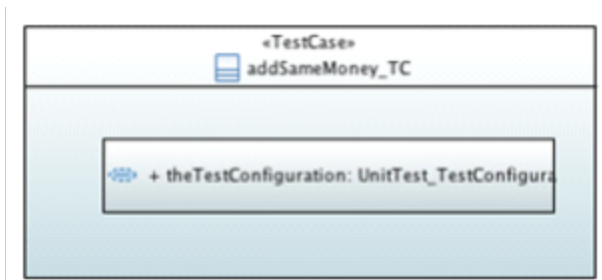 «TestCase»
addSameMoney_TC
+ theTestConfiguration: UnitTest_TestConfigura